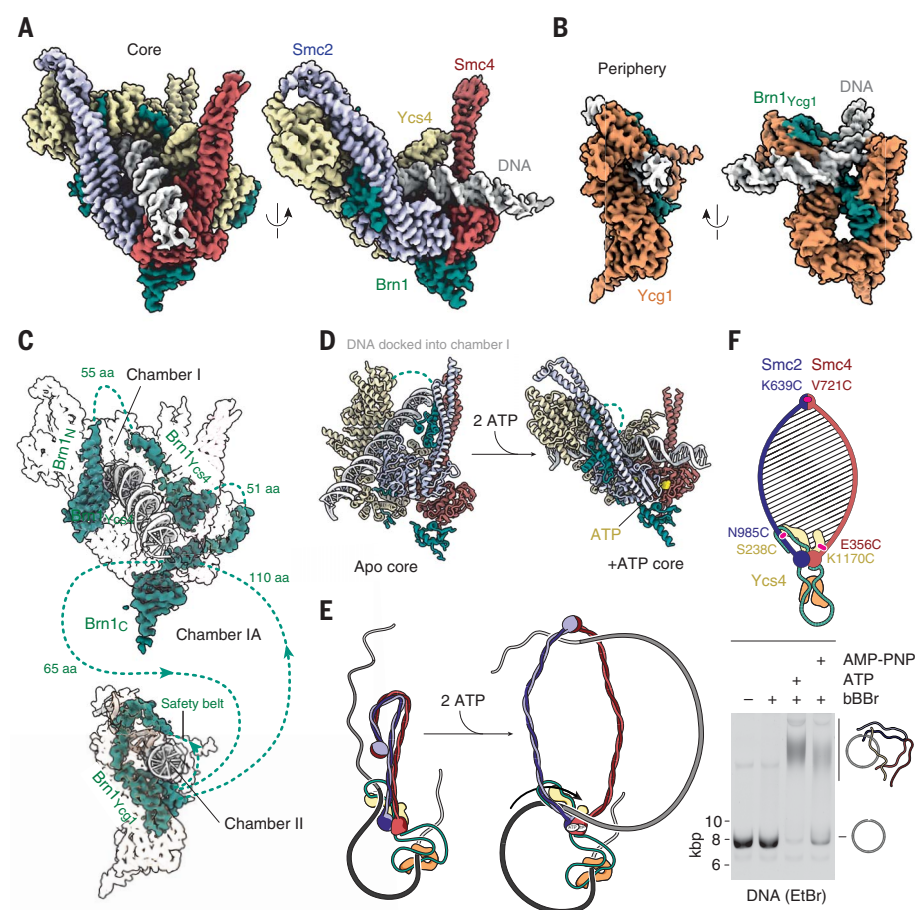 A
Core
Smc2
Smc4
Ycs4
DNA
Brn1
B
Periphery
Brn1Ycg1
DNA
Ycg1
C
55 aa
Chamber I
Brn1N
Brn1Ycs4
51 aa
110 aa
Brn1C
Chamber IA
65 aa
Safety belt
Brn1Ycg1
Chamber II
D
DNA docked into chamber I
2 ATP
ATP
Apo core
+ATP core
E
2 ATP
F
Smc2 Smc4
K639C V721C
N985C E356C
S238C K1170C
Ycs4
+ AMP-PNP
+ ATP
– + + + bBBr
10
8
6
kbp
DNA (EtBr)